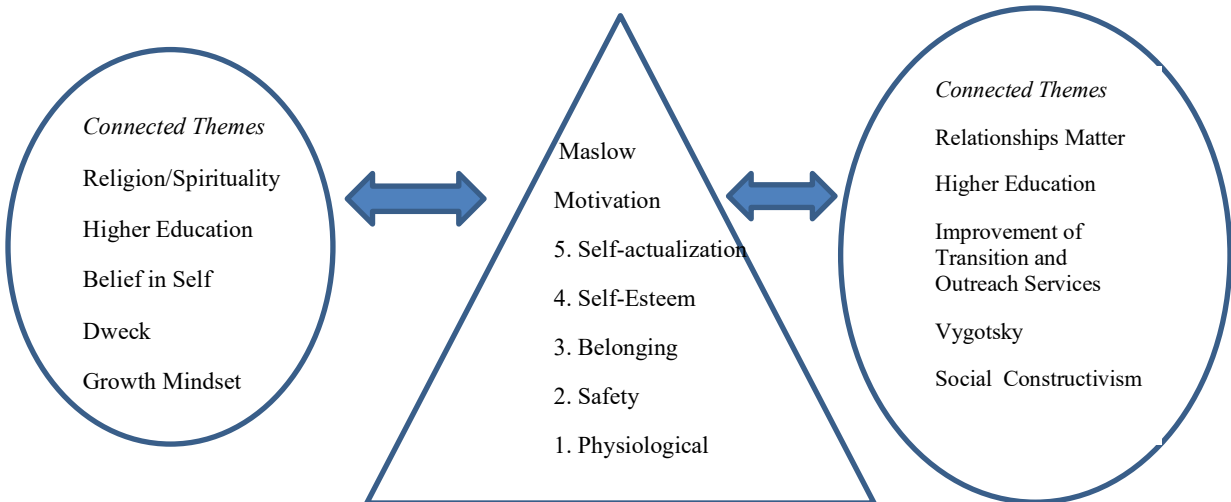 Connected Themes
Religion/Spirituality
Higher Education
Belief in Self
Dweck
Growth Mindset
Maslow
Motivation
5. Self-actualization
4. Self-Esteem
3. Belonging
2. Safety
1. Physiological
Connected Themes
Relationships Matter
Higher Education
Improvement of
Transition and
Outreach Services
Vygotsky
Social Constructivism